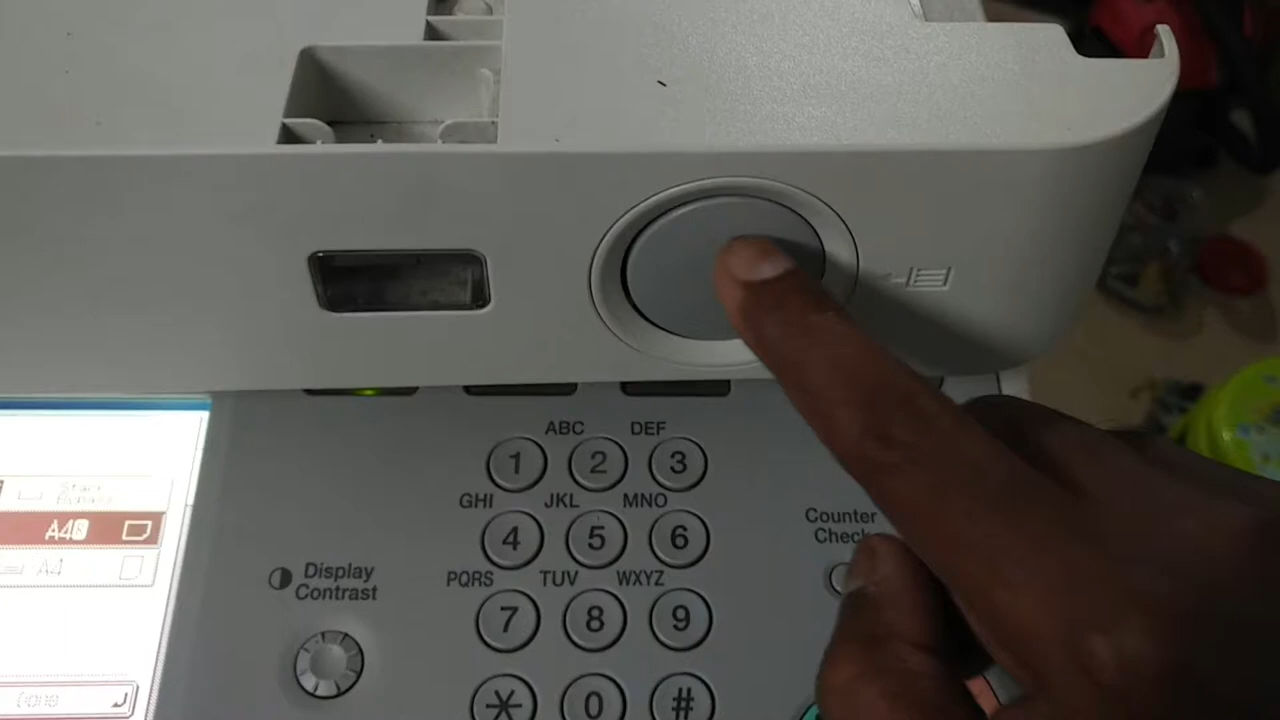 ABC DEF
1 2 3
GHI JKL MNO
A4
4 5 6
Counter
Check
A4
Display
Contrast
PQRS TUV WXYZ
7 8 9
* 0 #